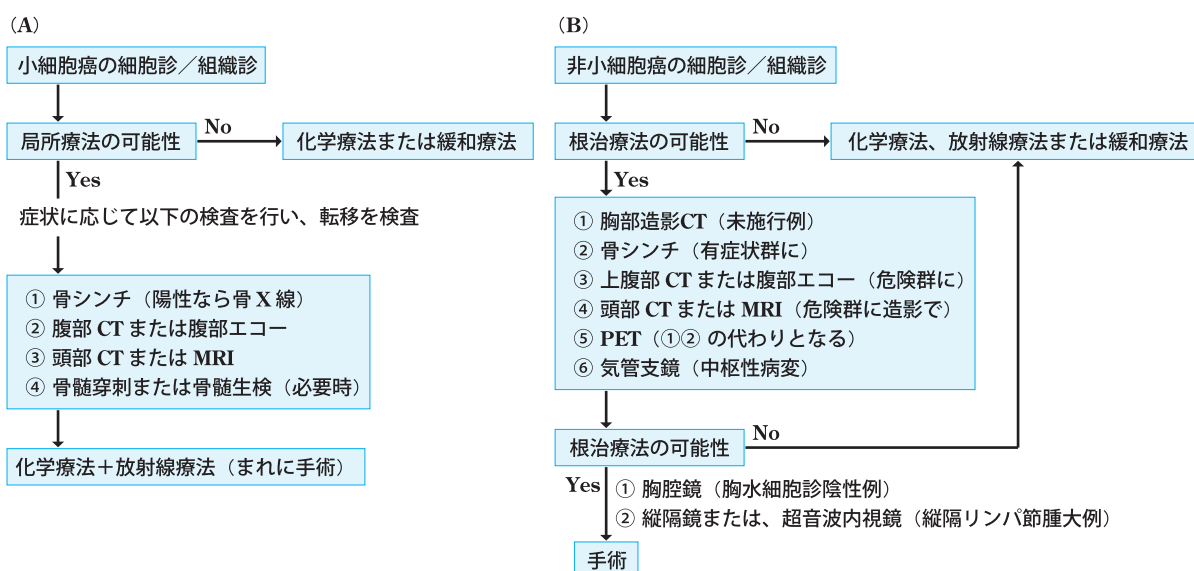 (A)
小細胞癌の細胞診／組織診
局所療法の可能性
No
化学療法または緩和療法
Yes
症状に応じて以下の検査を行い、転移を検査
① 骨シンチ（陽性なら骨 X 線）
② 腹部 CT または腹部エコー
③ 頭部 CT または MRI
④ 骨髄穿刺または骨髄生検（必要時）
化学療法＋放射線療法（まれに手術）
(B)
非小細胞癌の細胞診／組織診
根治療法の可能性
No
化学療法、放射線療法または緩和療法
Yes
① 胸部造影CT（未施行例）
② 骨シンチ（有症状群に）
③ 上腹部 CT または腹部エコー（危険群に）
④ 頭部 CT または MRI（危険群に造影で）
⑤ PET（①② の代わりとなる）
⑥ 気管支鏡（中枢性病変）
根治療法の可能性
No
Yes
① 胸腔鏡（胸水細胞診陰性例）
② 縦隔鏡または、超音波内視鏡（縦隔リンパ節腫大例）
手術